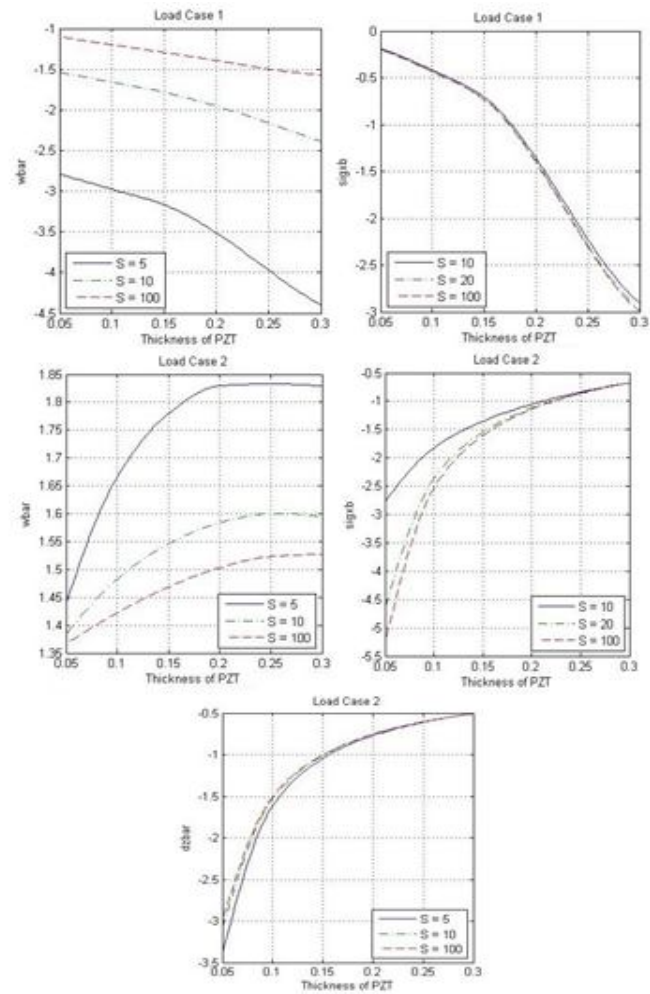 Load Case 1
-1
-1.5
-2
-2.5
-3
-3.5
-4
-4.5
wbar
S = 5
S = 10
S = 100
0.05 0.1 0.15 0.2 0.25 0.3
Thickness of PZT
Load Case 1
0
-0.5
-1
-1.5
-2
-2.5
-3
sigxb
S = 10
S = 20
S = 100
0.05 0.1 0.15 0.2 0.25 0.3
Thickness of PZT
Load Case 2
1.85
1.8
1.75
1.7
1.65
1.6
1.55
1.5
1.45
1.4
1.35
wbar
S = 5
S = 10
S = 100
0.05 0.1 0.15 0.2 0.25 0.3
Thickness of PZT
Load Case 2
-0.5
-1
-1.5
-2
-2.5
-3
-3.5
-4
-4.5
-5
-5.5
sigxb
S = 10
S = 20
S = 100
0.05 0.1 0.15 0.2 0.25 0.3
Thickness of PZT
Load Case 2
-0.5
-1
-1.5
-2
-2.5
-3
-3.5
dzbar
S = 5
S = 10
S = 100
0.05 0.1 0.15 0.2 0.25 0.3
Thickness of PZT